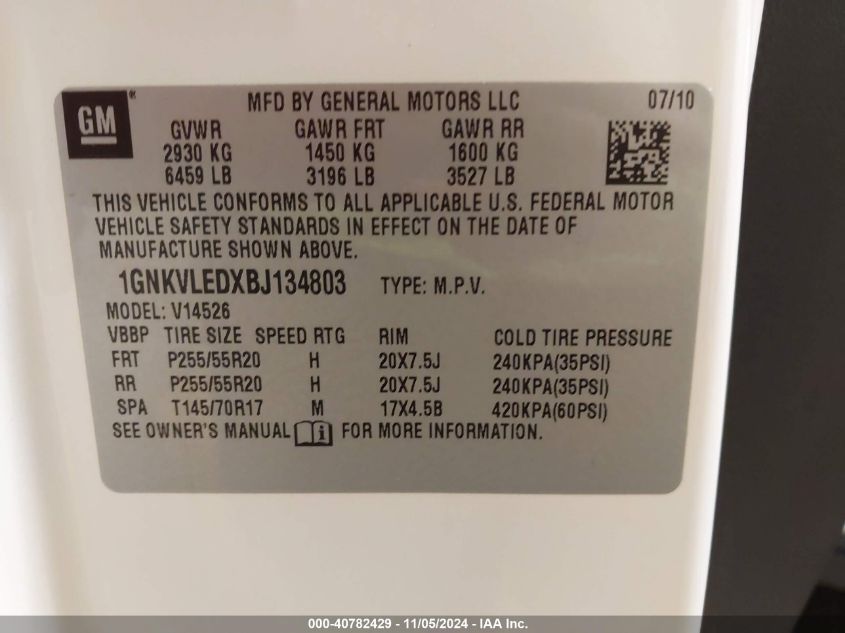 GM ® MFD BY GENERAL MOTORS LLC 07/10
GVWR GAWR FRT GAWR RR
2930 KG 1450 KG 1600 KG
6459 LB 3196 LB 3527 LB
THIS VEHICLE CONFORMS TO ALL APPLICABLE U.S. FEDERAL MOTOR
VEHICLE SAFETY STANDARDS IN EFFECT ON THE DATE OF
MANUFACTURE SHOWN ABOVE.
1GNKVLEDXBJ134803 TYPE: M.P.V.
MODEL: V14526
VBBP TIRE SIZE SPEED RTG RIM COLD TIRE PRESSURE
FRT P255/55R20 H 20X7.5J 240KPA(35PSI)
RR P255/55R20 H 20X7.5J 240KPA(35PSI)
SPA T145/70R17 M 17X4.5B 420KPA(60PSI)
SEE OWNER'S MANUAL i FOR MORE INFORMATION.
000-40782429 - 11/05/2024 - IAA Inc.